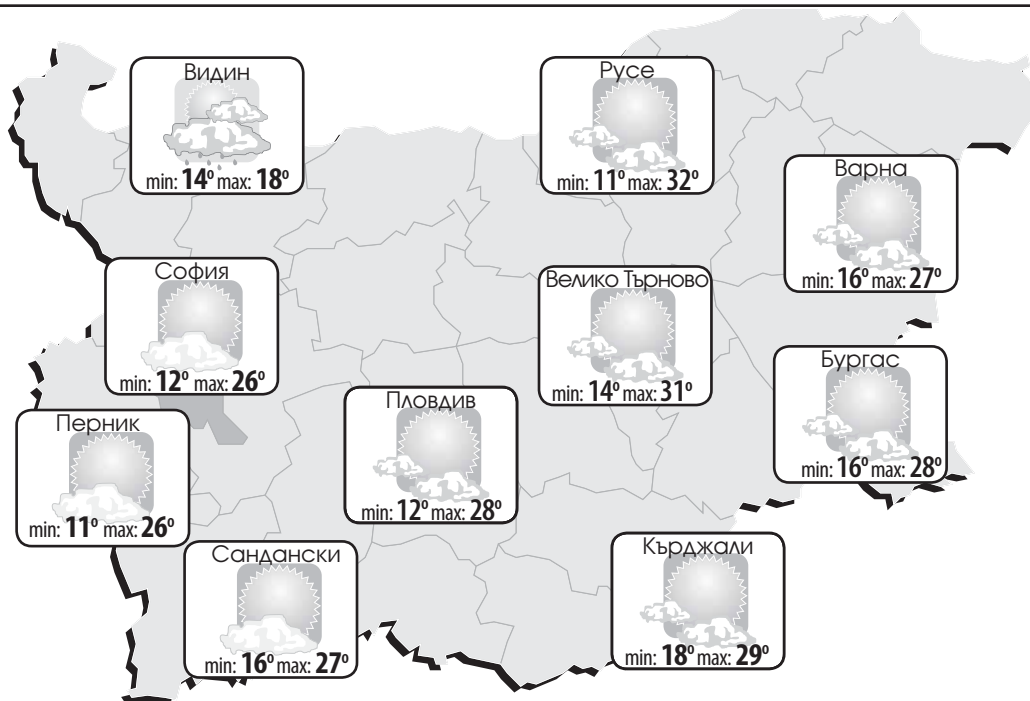 Видин
min: 14° max: 18°
Русе
min: 11° max: 32°
Варна
min: 16° max: 27°
София
min: 12° max: 26°
Велико Търново
min: 14° max: 31°
Бургас
min: 16° max: 28°
Пловдив
min: 12° max: 28°
Перник
min: 11° max: 26°
Сандански
min: 16° max: 27°
Кърджали
min: 18° max: 29°